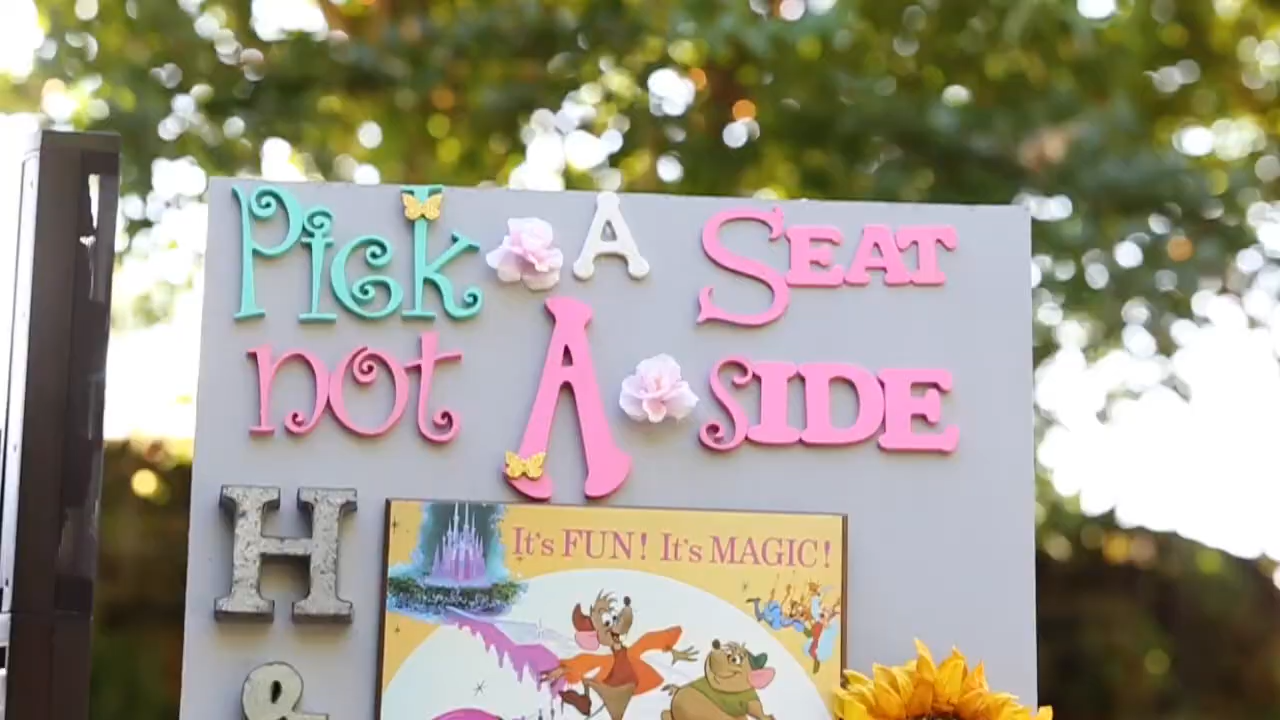 Pick A SEAT
not A SIDE
H
&
It's FUN! It's MAGIC!